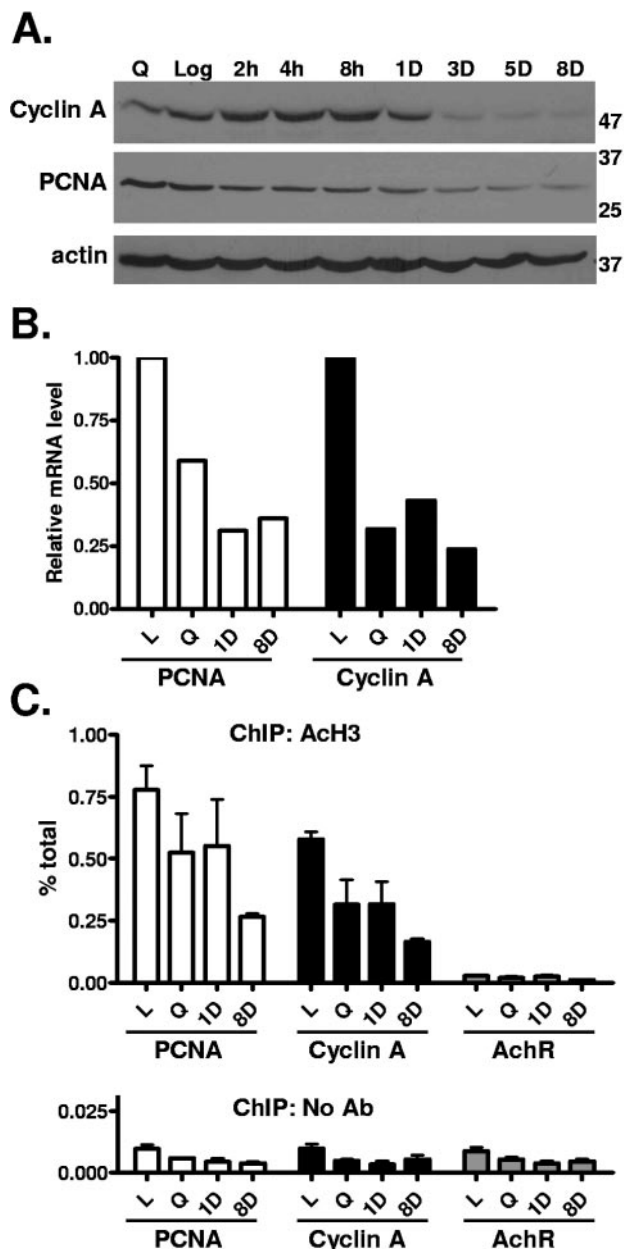 A.
Q Log 2h 4h 8h 1D 3D 5D 8D
Cyclin A
47
37
PCNA
25
actin
37
B.
Relative mRNA level
1.00
0.75
0.50
0.25
0.00
L Q 1D 8D L Q 1D 8D
PCNA Cyclin A
C.
ChIP: AcH3
% total
1.00
0.75
0.50
0.25
0.00
L Q 1D 8D L Q 1D 8D L Q 1D 8D
PCNA Cyclin A AchR
ChIP: No Ab
0.025
0.000
L Q 1D 8D L Q 1D 8D L Q 1D 8D
PCNA Cyclin A AchR